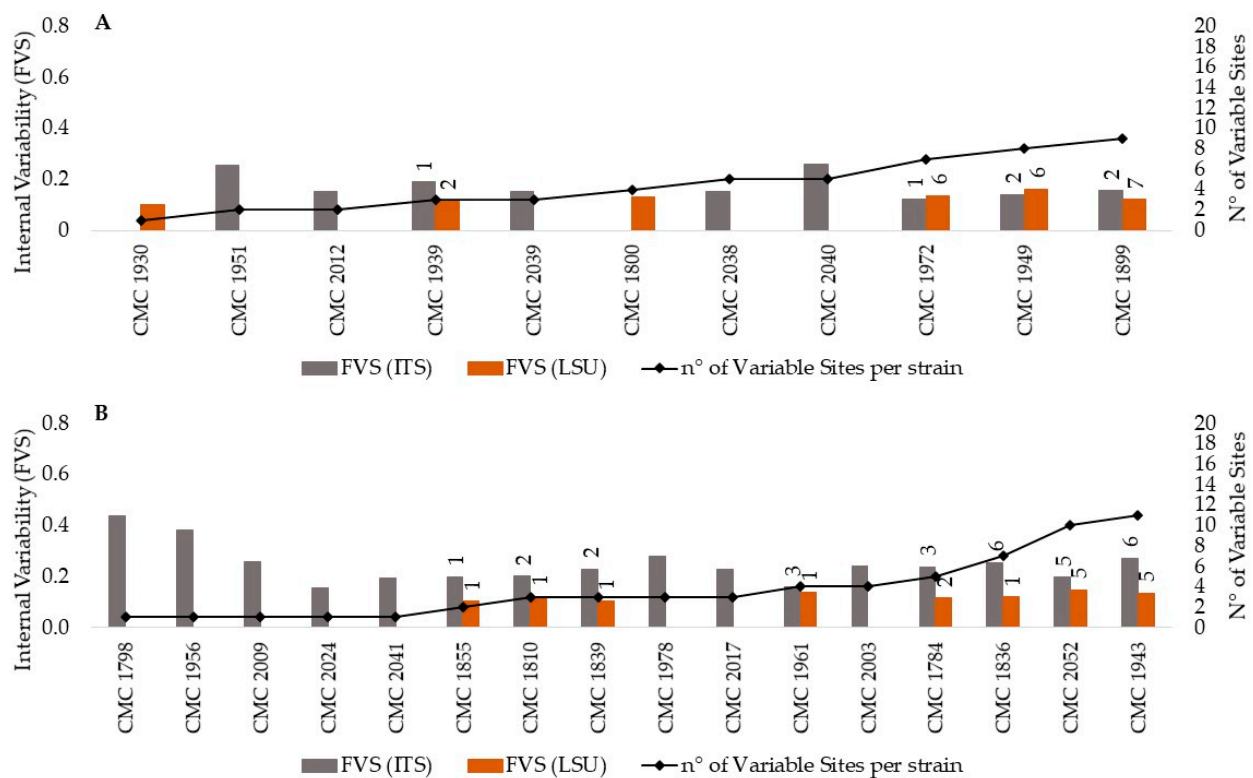 A
Internal Variability (FVS)
0.8
0.6
0.4
0.2
0
N° of Variable Sites
20
18
16
14
12
10
8
6
4
2
0
1
2
1
6
2
6
2
7
CMC 1930
CMC 1951
CMC 2012
CMC 1939
CMC 2039
CMC 1800
CMC 2038
CMC 2040
CMC 1972
CMC 1949
CMC 1899
FVS (ITS) FVS (LSU) n° of Variable Sites per strain
B
Internal Variability (FVS)
0.8
0.6
0.4
0.2
0.0
N° of Variable Sites
20
18
16
14
12
10
8
6
4
2
0
1
1
2
1
2
1
3
1
3
2
6
1
5
5
6
5
CMC 1798
CMC 1956
CMC 2009
CMC 2024
CMC 2041
CMC 1855
CMC 1810
CMC 1839
CMC 1978
CMC 2017
CMC 1961
CMC 2003
CMC 1784
CMC 1836
CMC 2052
CMC 1943
FVS (ITS) FVS (LSU) n° of Variable Sites per strain